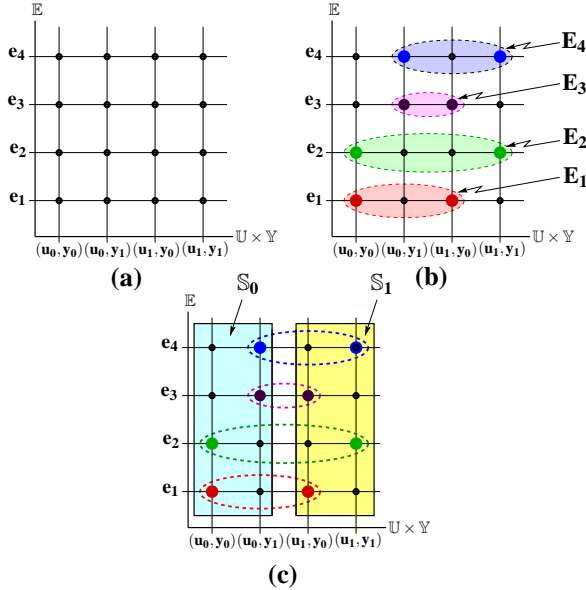 𝔼
e₄
e₃
e₂
e₁
(u₀, y₀) (u₀, y₁) (u₁, y₀) (u₁, y₁)
𝕌 × 𝕐
(a)
𝔼
e₄
e₃
e₂
e₁
E₄
E₃
E₂
E₁
(u₀, y₀) (u₀, y₁) (u₁, y₀) (u₁, y₁)
𝕌 × 𝕐
(b)
𝔼
𝕊₀
𝕊₁
e₄
e₃
e₂
e₁
(u₀, y₀) (u₀, y₁) (u₁, y₀) (u₁, y₁)
𝕌 × 𝕐
(c)